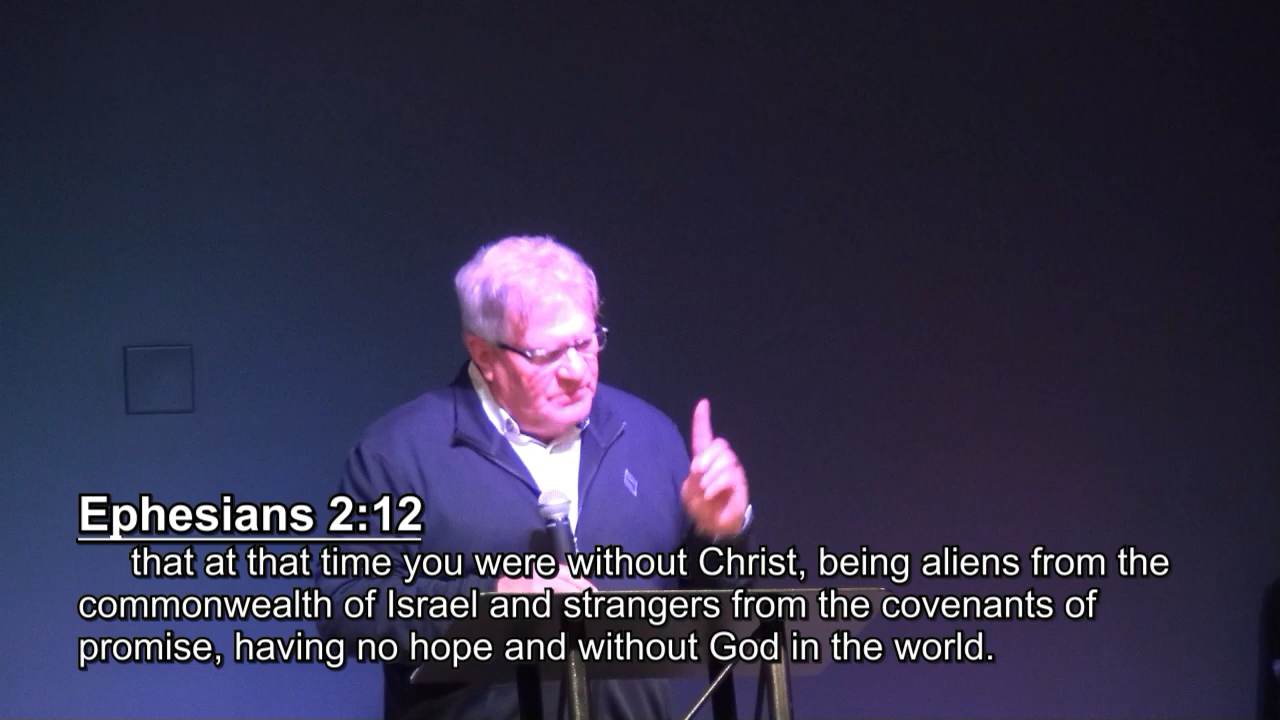 Ephesians 2:12
that at that time you were without Christ, being aliens from the
commonwealth of Israel and strangers from the covenants of
promise, having no hope and without God in the world.